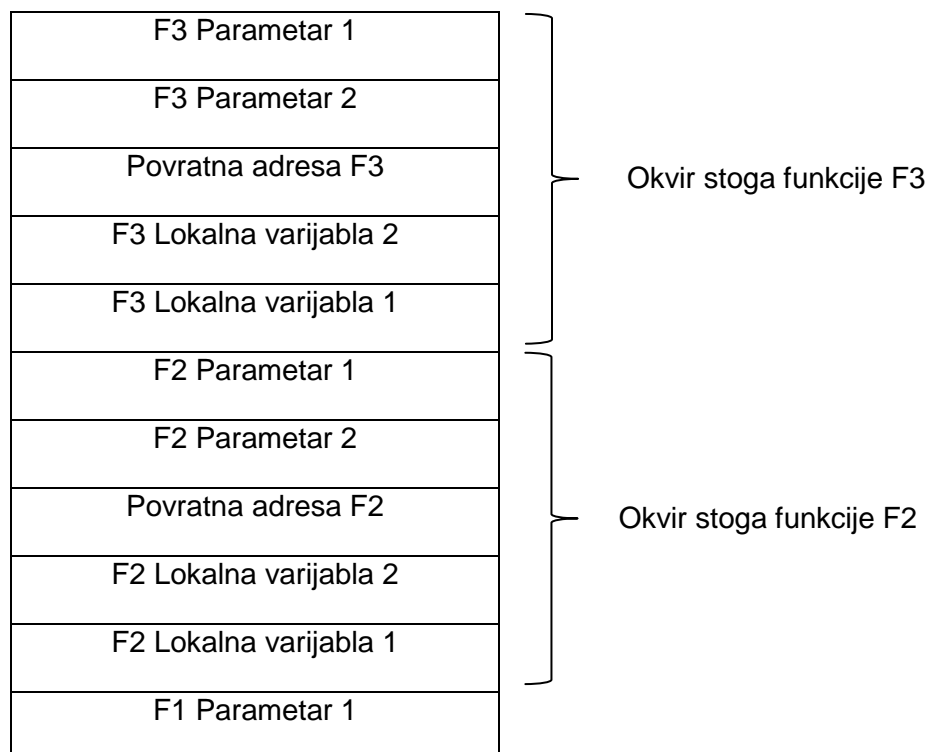 F3 Parametar 1
F3 Parametar 2
Povratna adresa F3
Okvir stoga funkcije F3
F3 Lokalna varijabla 2
F3 Lokalna varijabla 1
F2 Parametar 1
F2 Parametar 2
Povratna adresa F2
Okvir stoga funkcije F2
F2 Lokalna varijabla 2
F2 Lokalna varijabla 1
F1 Parametar 1